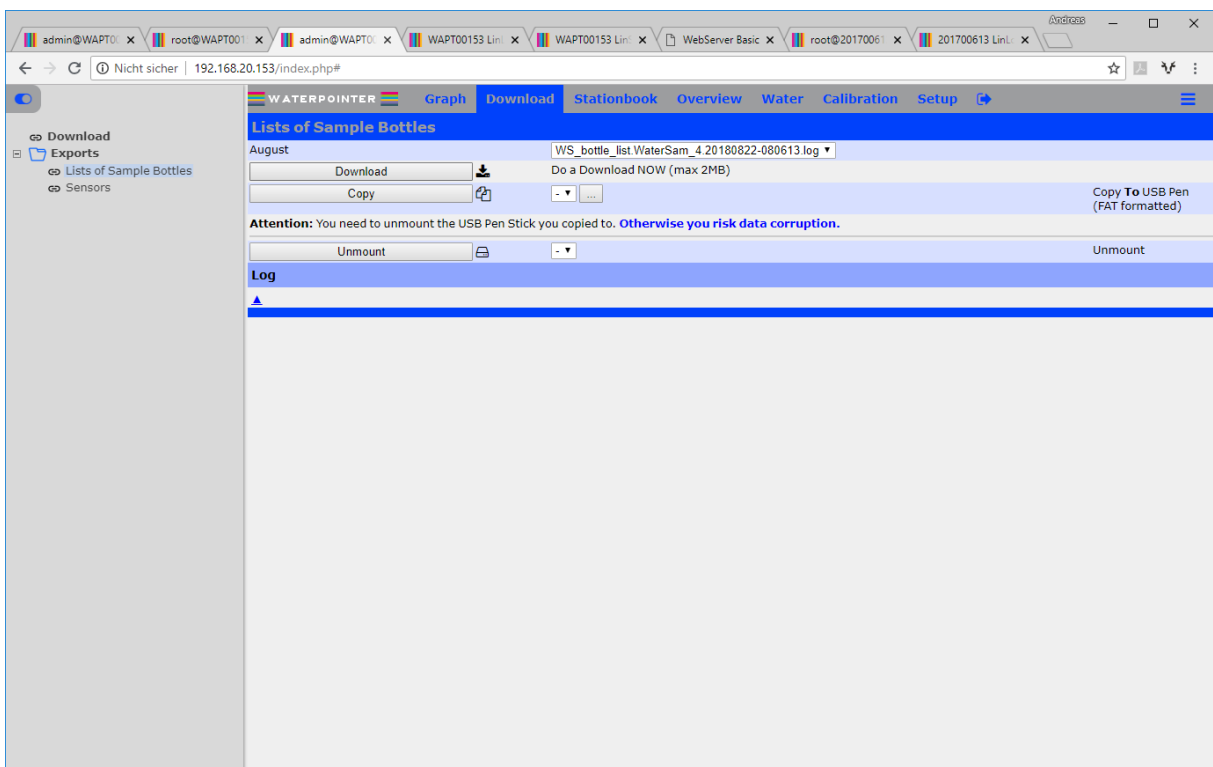 Andreas
admin@WAPT0 root@WAPT001 admin@WAPT0 WAPT00153 Lin WAPT00153 Lin WebServer Basic root@2017006 201700613 Lin
Nicht sicher | 192.168.20.153/index.php#
WATERPOINTER Graph Download Stationbook Overview Water Calibration Setup
Download
Exports
Lists of Sample Bottles
Sensors
Lists of Sample Bottles
August WS_bottle_list.WaterSam_4.20180822-080613.log
Download Do a Download NOW (max 2MB)
Copy - ... Copy To USB Pen
(FAT formatted)
Attention: You need to unmount the USB Pen Stick you copied to. Otherwise you risk data corruption.
Unmount - Unmount
Log